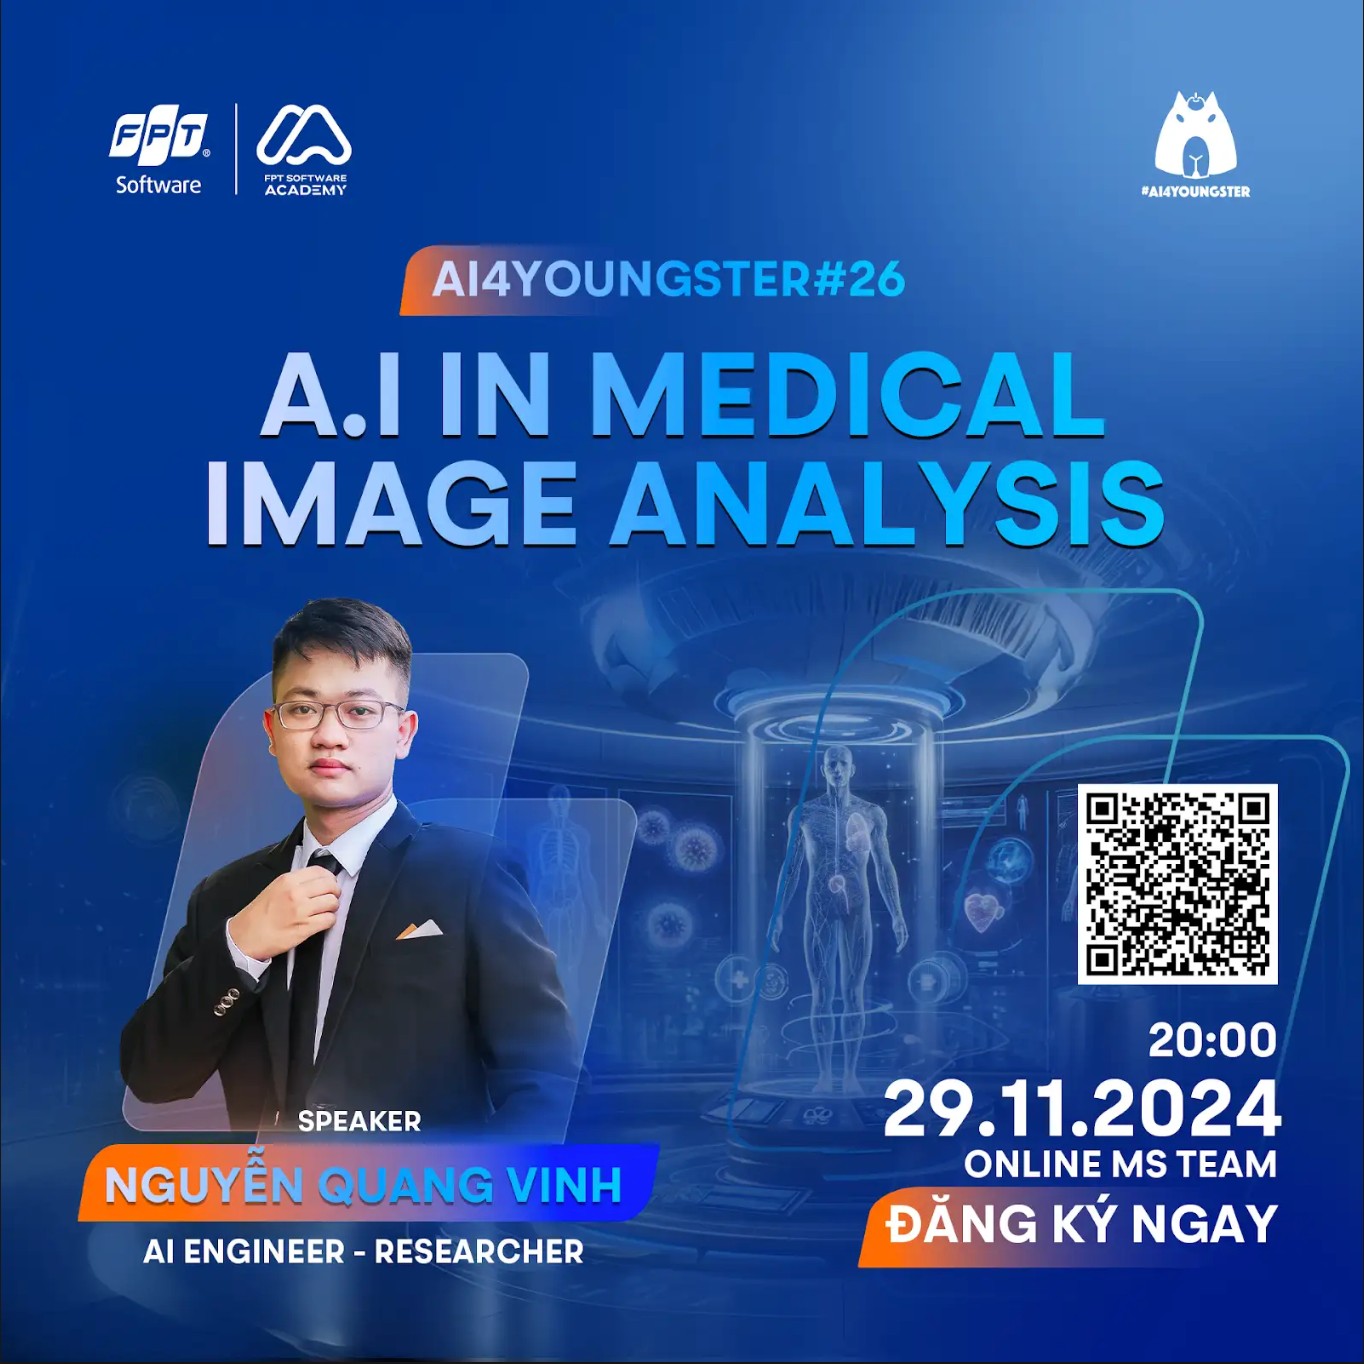 FPT
Software
FPT SOFTWARE
ACADEMY
#AI4YOUNGSTER
AI4YOUNGSTER#26
A.I IN MEDICAL
IMAGE ANALYSIS
SPEAKER
NGUYỄN QUANG VINH
AI ENGINEER - RESEARCHER
20:00
29.11.2024
ONLINE MS TEAM
ĐĂNG KÝ NGAY